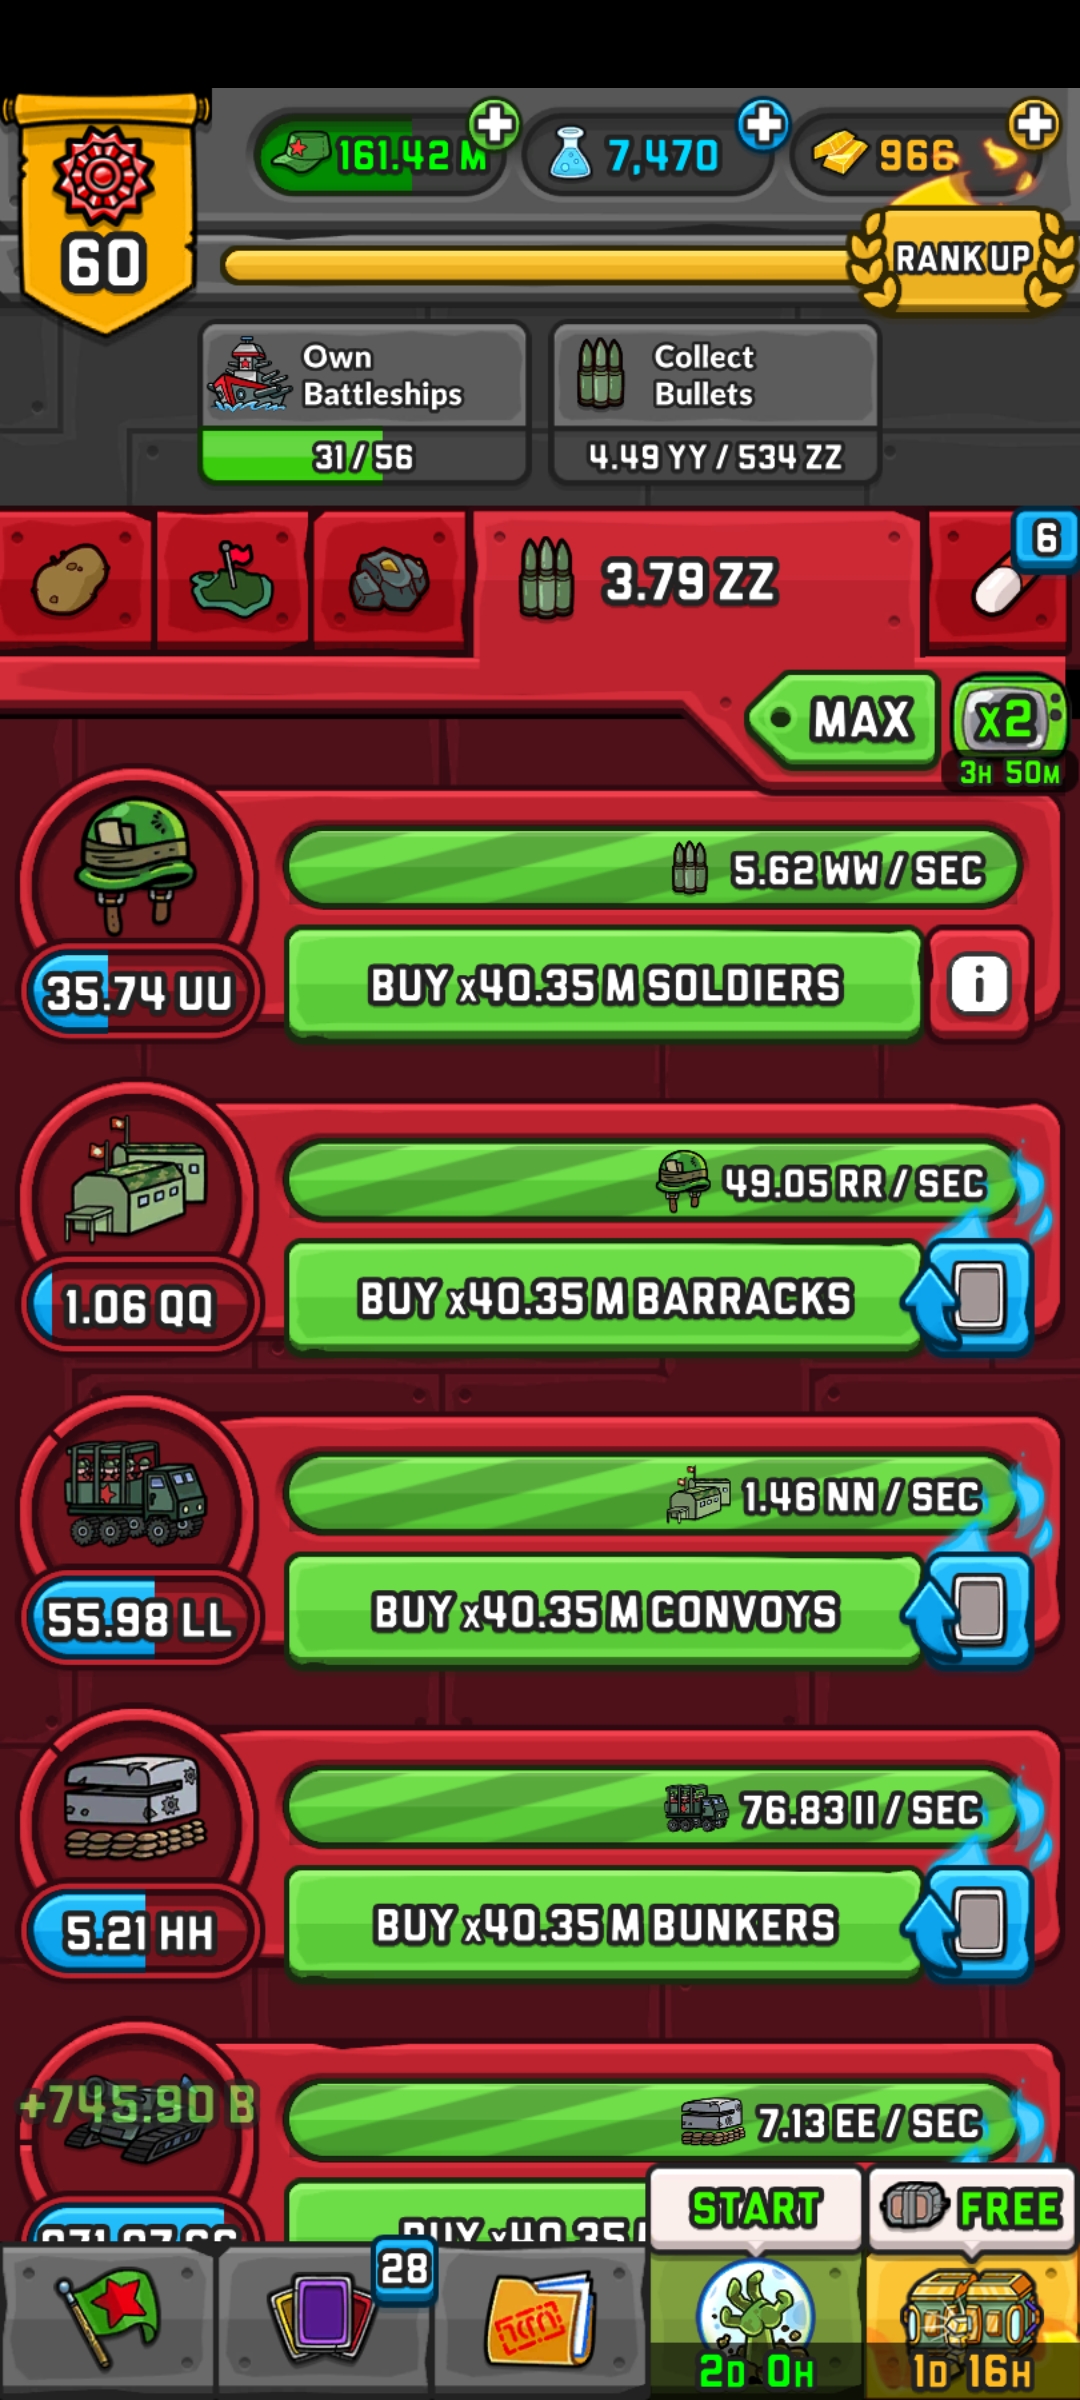 161.42 M
7,470
966
60
RANK UP
Own
Battleships
Collect
Bullets
31 / 56
4.49 YY / 534 ZZ
3.79 ZZ
6
MAX
x2
3H 50M
5.62 WW / SEC
35.74 UU
BUY x40.35 M SOLDIERS
i
49.05 RR / SEC
1.06 QQ
BUY x40.35 M BARRACKS
1.46 NN / SEC
55.98 LL
BUY x40.35 M CONVOYS
76.83 II / SEC
5.21 HH
BUY x40.35 M BUNKERS
+745.90 B
7.13 EE / SEC
START
FREE
BUY x40.35
28
2D 0H
1D 16H